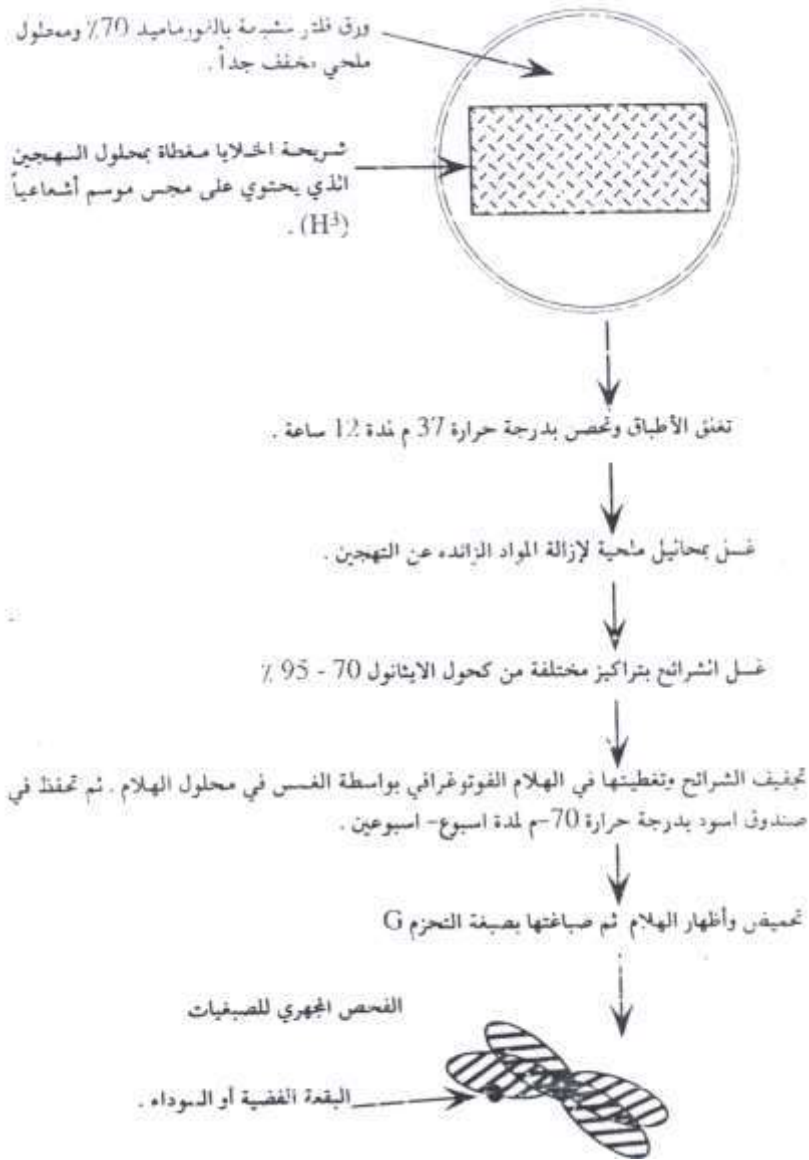 ورق فلتر مشبعة بالفورماميد 70٪ ومحلول
ملحي مخفف جداً .
شريحة الخلايا مغطاة بمحلول التهجين
الذي يحتوي على مجس موسم أشعاعياً
(H³) .
تغلق الأطباق وتحضن بدرجة حرارة 37 م لمدة 12 ساعة .
غسل بمحاليل ملحية لإزالة المواد الزائده عن التهجين .
غسل الشرائح بتراكيز مختلفة من كحول الايثانول 70 - 95 ٪
تجفيف الشرائح وتغطيتها في الهلام الفوتوغرافي بواسطة الغمس في محلول الهلام . ثم تحفظ في
صندوق اسود بدرجة حرارة 70-م لمدة اسبوع- اسبوعين .
تحميض وأظهار الهلام ثم صباغتها بصبغة التحزم G
الفحص المجهري للصبغيات
البقعة الفضية أو السوداء .